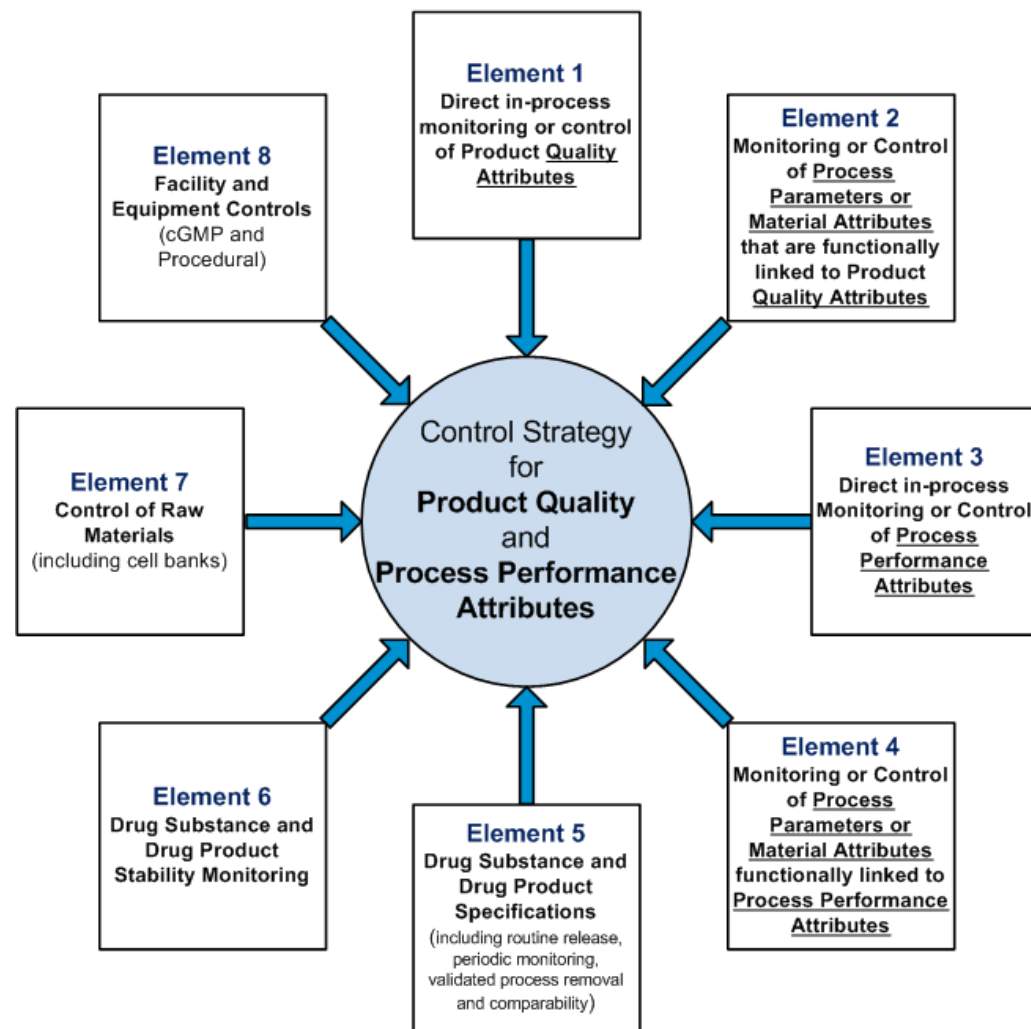 Element 1
Direct in-process
monitoring or control
of Product Quality
Attributes
Element 2
Monitoring or Control
of Process
Parameters or
Material Attributes
that are functionally
linked to Product
Quality Attributes
Element 8
Facility and
Equipment Controls
(cGMP and
Procedural)
Control Strategy
for
Product Quality
and
Process Performance
Attributes
Element 7
Control of Raw
Materials
(including cell banks)
Element 3
Direct in-process
Monitoring or Control
of Process
Performance
Attributes
Element 6
Drug Substance and
Drug Product
Stability Monitoring
Element 5
Drug Substance and
Drug Product
Specifications
(including routine release,
periodic monitoring,
validated process removal
and comparability)
Element 4
Monitoring or Control
of Process
Parameters or
Material Attributes
functionally linked to
Process Performance
Attributes